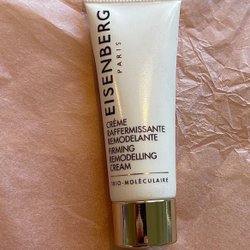 EISENBERG
PARIS
CRÈME
RAFFERMISSANTE
REMODELANTE
FIRMING
REMODELLING
CREAM
TRIO-MOLÉCULAIRE